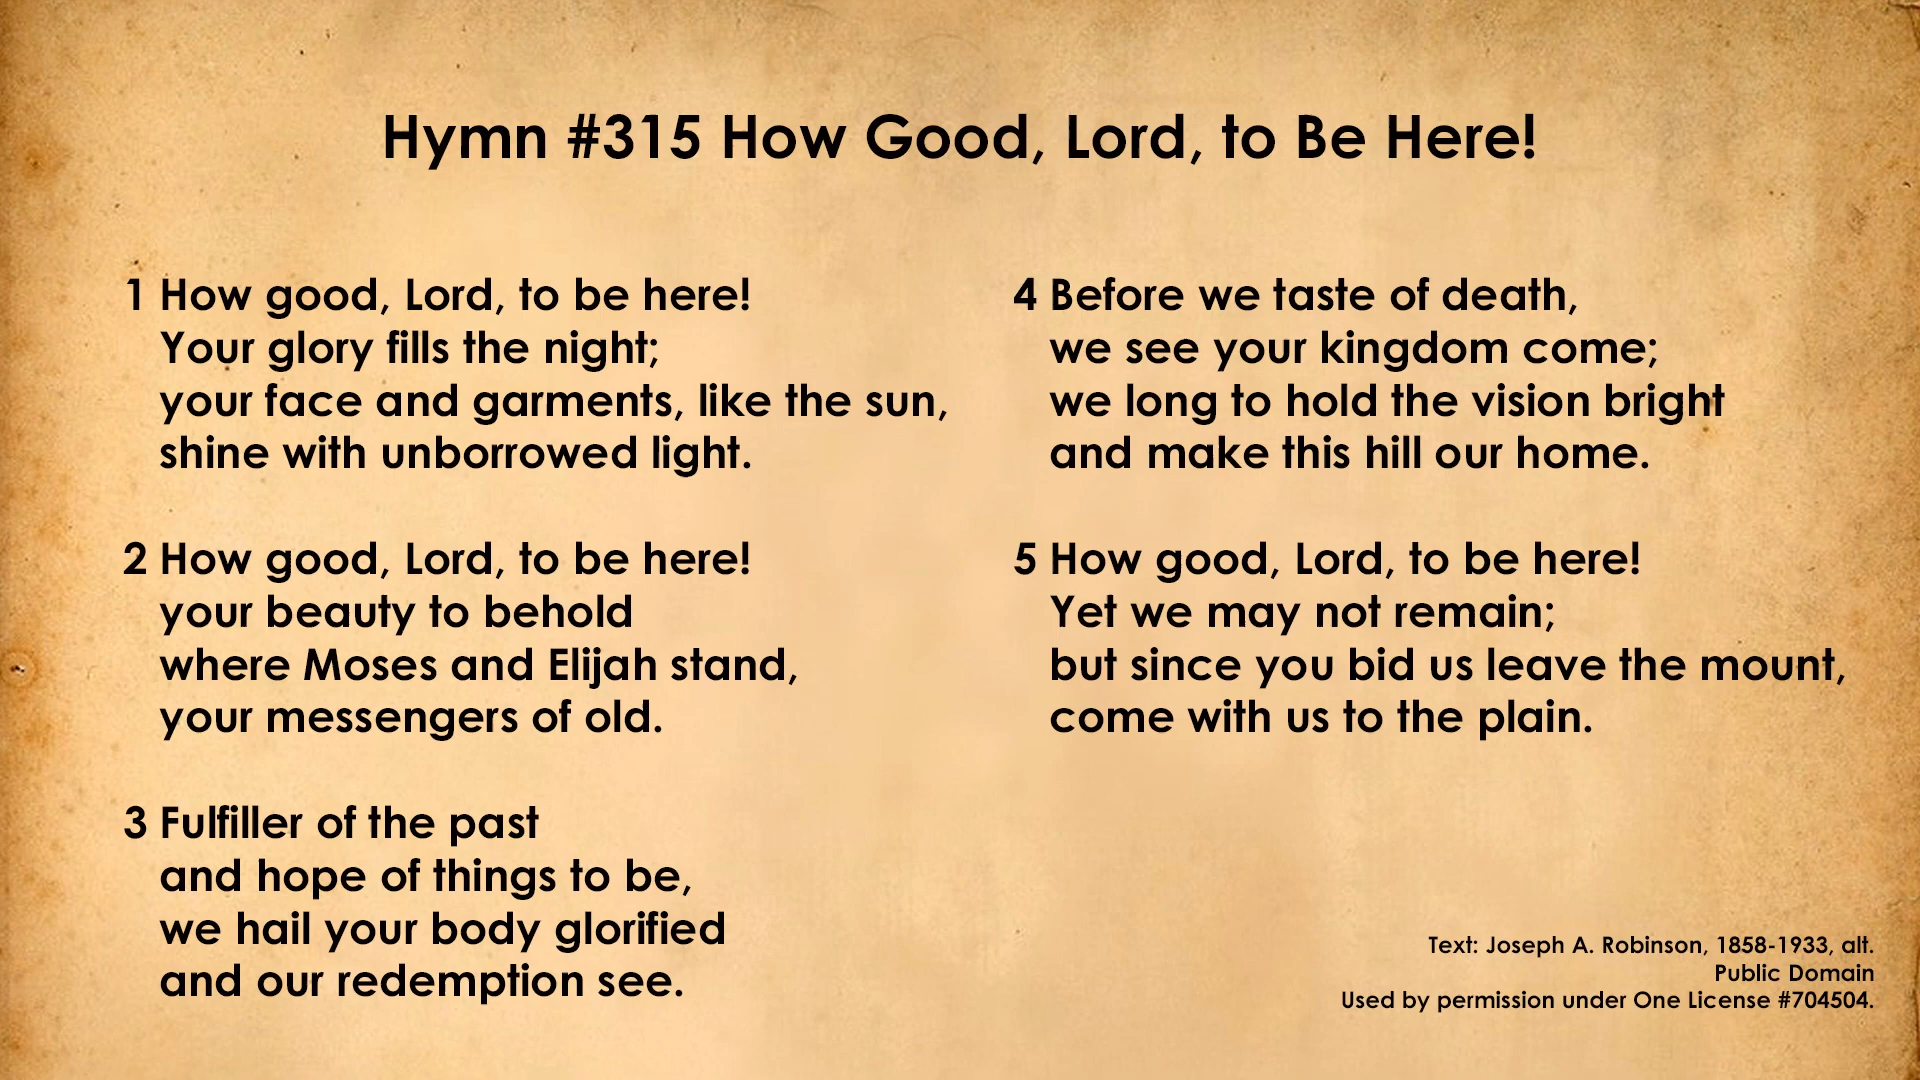 Hymn #315 How Good, Lord, to Be Here!
1 How good, Lord, to be here!
Your glory fills the night;
your face and garments, like the sun,
shine with unborrowed light.
2 How good, Lord, to be here!
your beauty to behold
where Moses and Elijah stand,
your messengers of old.
3 Fulfiller of the past
and hope of things to be,
we hail your body glorified
and our redemption see.
4 Before we taste of death,
we see your kingdom come;
we long to hold the vision bright
and make this hill our home.
5 How good, Lord, to be here!
Yet we may not remain;
but since you bid us leave the mount,
come with us to the plain.
Text: Joseph A. Robinson, 1858-1933, alt.
Public Domain
Used by permission under One License #704504.